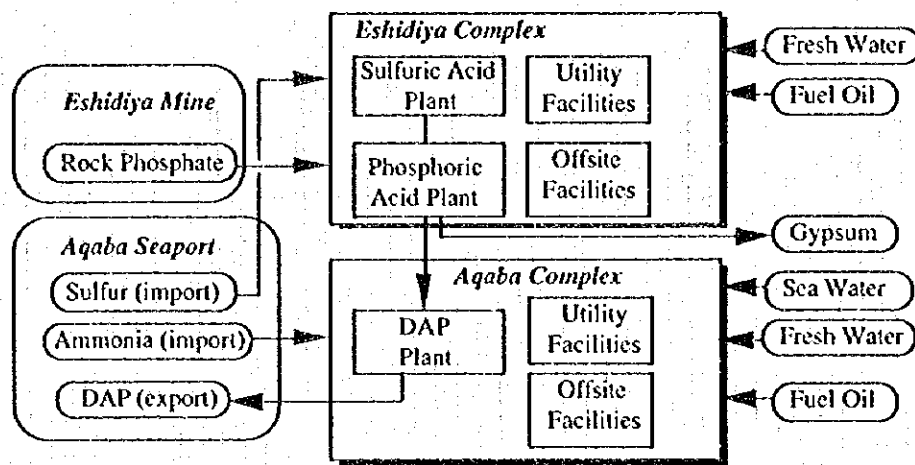 Eshidiya Complex
Sulfuric Acid
Plant
Utility
Facilities
Fresh Water
Fuel Oil
Eshidiya Mine
Rock Phosphate
Phosphoric
Acid Plant
Offsite
Facilities
Gypsum
Aqaba Seaport
Sulfur (import)
Ammonia (import)
DAP (export)
Aqaba Complex
DAP
Plant
Utility
Facilities
Offsite
Facilities
Sea Water
Fresh Water
Fuel Oil